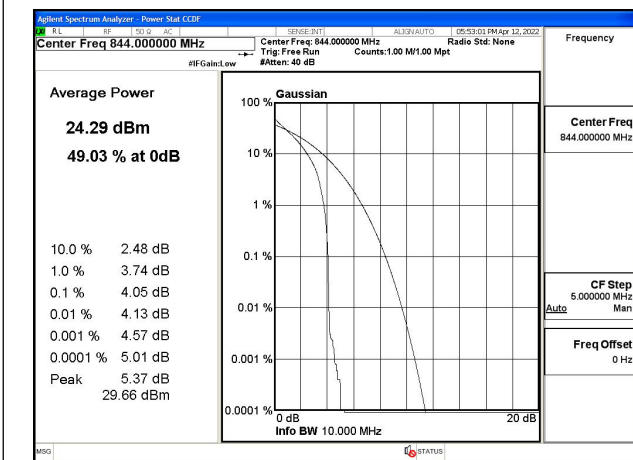 Agilent Spectrum Analyzer - Power Stat CCDF
RL RF 50 Ω AC SENSE:INT ALIGN AUTO 05:53:01 PM Apr 12, 2022
Center Freq 844.000000 MHz
Center Freq: 844.000000 MHz Radio Std: None
Trig: Free Run Counts:1.00 M/1.00 Mpt
#IFGain:Low #Atten: 40 dB
Frequency
Average Power
24.29 dBm
49.03 % at 0dB
10.0 % 2.48 dB
1.0 % 3.74 dB
0.1 % 4.05 dB
0.01 % 4.13 dB
0.001 % 4.57 dB
0.0001 % 5.01 dB
Peak 5.37 dB
29.66 dBm
Gaussian
100 %
10 %
1 %
0.1 %
0.01 %
0.001 %
0.0001 %
0 dB 20 dB
Info BW 10.000 MHz
Center Freq
844.000000 MHz
CF Step
5.000000 MHz
Auto Man
Freq Offset
0 Hz
MSG STATUS